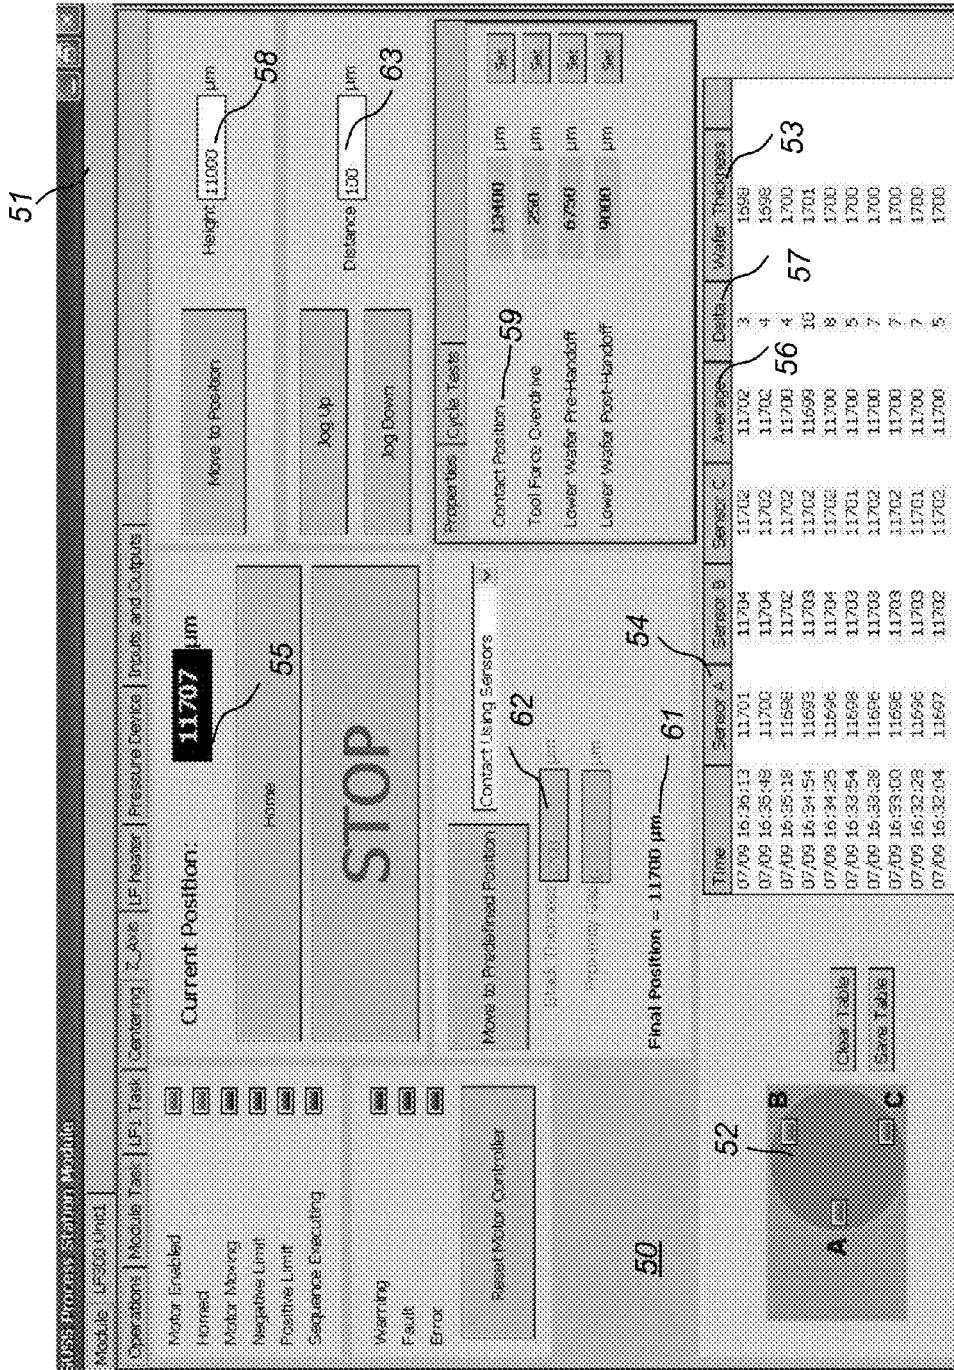 51
SUSS Process Station Module
Module LF300 Unit1
Operations Module Task LF1 Task Centering Z_Axis LF heater Pressure Device Inputs and Outputs
Motor Enabled
Homed
Motor Moving
Negative Limit
Positive Limit
Sequence Executing
Warning
Fault
Error
Reset Motor Controller
50
Current Position
11707 µm
55
Home
STOP
Move to Predefined Position
Contact Using Sensors
62
µm
µm
Final Position = 11700 µm
61
Move to Position
Height 11000 µm
58
Jog Up
Jog Down
Distance 100 µm
63
Properties Cycle Tests
Contact Position 13400 µm Set
59
Tool Force Overdrive 250 µm Set
Lower Wafer Pre-Handoff 6750 µm Set
Lower Wafer Post-Handoff 9000 µm Set
52
A
B
C
Clear Table
Save Table
54
56
57
53
Time Sensor A Sensor B Sensor C Average Delta Wafer Thickness
07/09 16:36:13 11701 11704 11702 11702 3 1698
07/09 16:35:48 11700 11704 11702 11702 4 1698
07/09 16:35:18 11698 11702 11702 11700 4 1700
07/09 16:34:54 11693 11703 11702 11699 10 1701
07/09 16:34:25 11696 11704 11702 11700 8 1700
07/09 16:33:54 11698 11703 11701 11700 5 1700
07/09 16:33:28 11696 11703 11702 11700 7 1700
07/09 16:33:00 11696 11703 11702 11700 7 1700
07/09 16:32:28 11696 11703 11701 11700 7 1700
07/09 16:32:04 11697 11702 11702 11700 5 1700